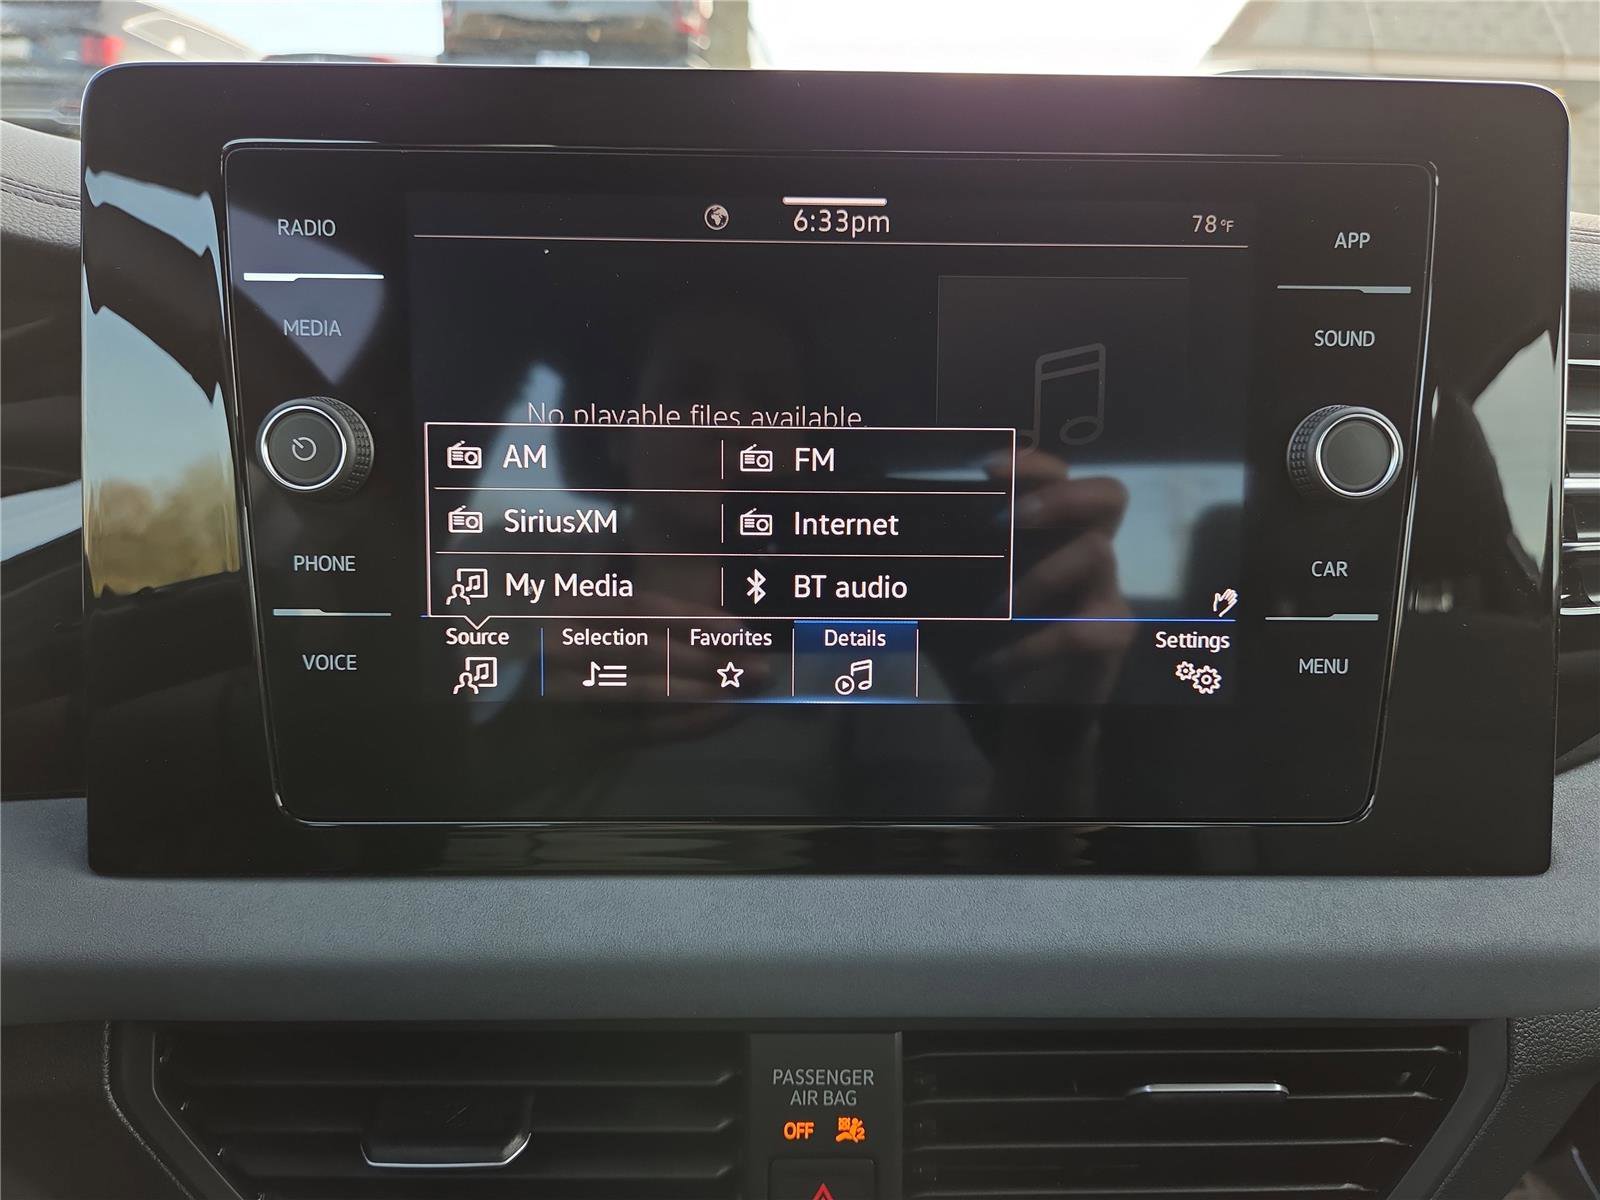 6:33pm
78°F
RADIO
MEDIA
PHONE
VOICE
APP
SOUND
CAR
MENU
No playable files available.
AM
FM
SiriusXM
Internet
My Media
BT audio
Source
Selection
Favorites
Details
Settings
PASSENGER
AIR BAG
OFF
2